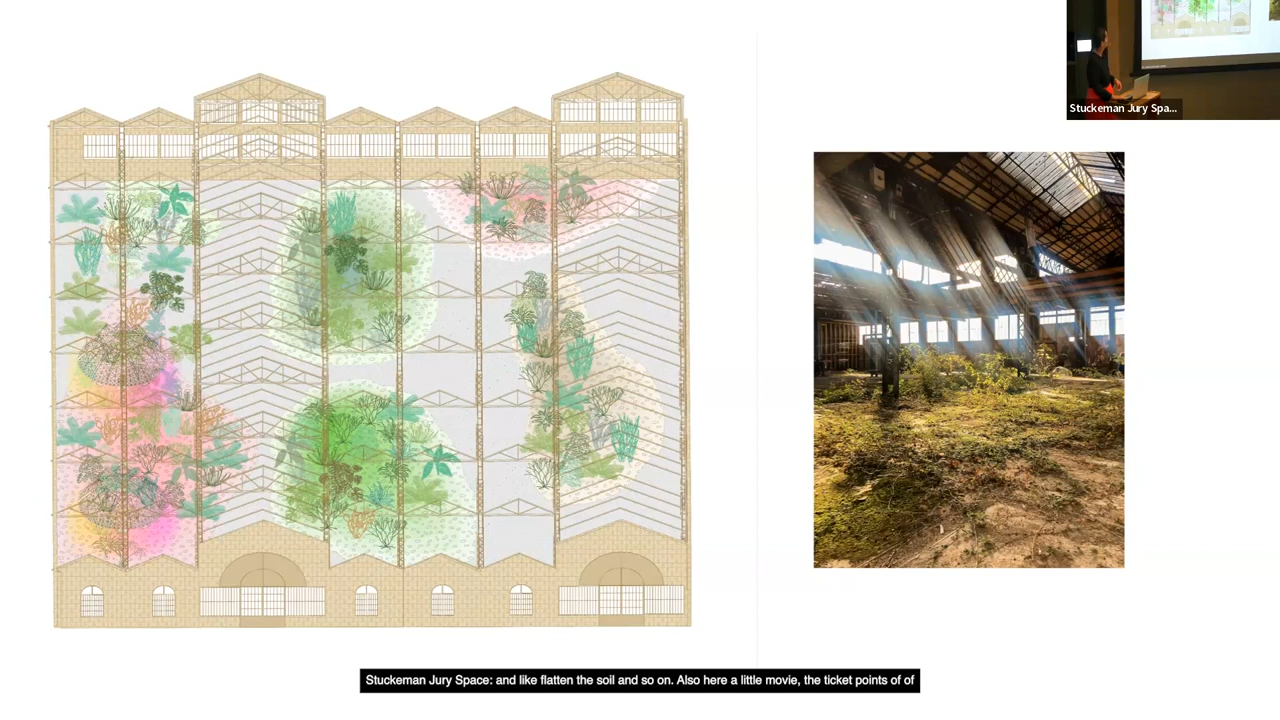 Stuckeman Jury Spa...
Stuckeman Jury Space: and like flatten the soil and so on. Also here a little movie, the ticket points of of